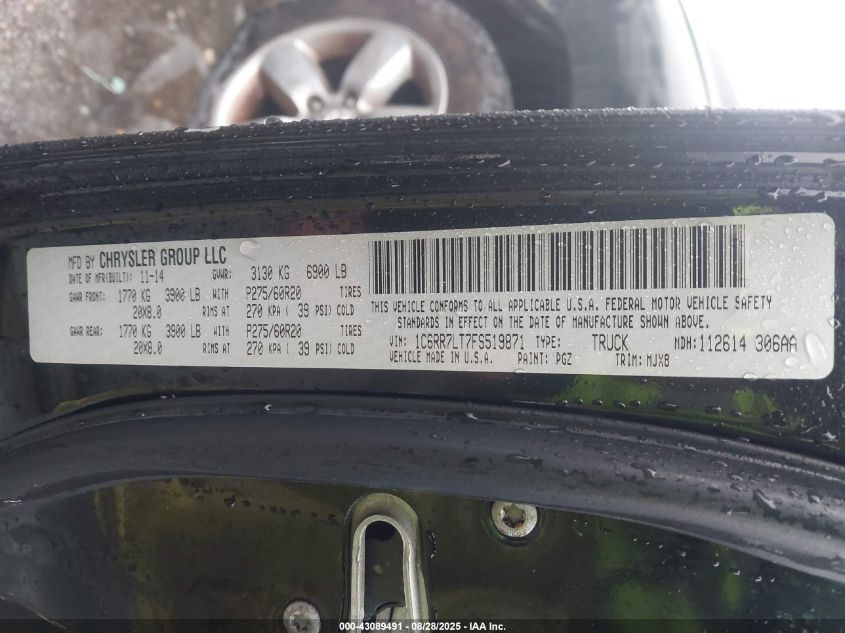 MFD BY CHRYSLER GROUP LLC
DATE OF MFR(BUILT): 11-14 GVWR: 3130 KG 6900 LB
GAWR FRONT: 1770 KG 3900 LB WITH P275/60R20 TIRES
20X8.0 RIMS AT 270 KPA ( 39 PSI) COLD
GAWR REAR: 1770 KG 3900 LB WITH P275/60R20 TIRES
20X8.0 RIMS AT 270 KPA ( 39 PSI) COLD
THIS VEHICLE CONFORMS TO ALL APPLICABLE U.S.A. FEDERAL MOTOR VEHICLE SAFETY
STANDARDS IN EFFECT ON THE DATE OF MANUFACTURE SHOWN ABOVE.
VIN: 1C6RR7LT7FS519871 TYPE: TRUCK MDH:112614 306AA
VEHICLE MADE IN U.S.A. PAINT: PGZ TRIM: MJX8
000-43089491 - 08/28/2025 - IAA Inc.